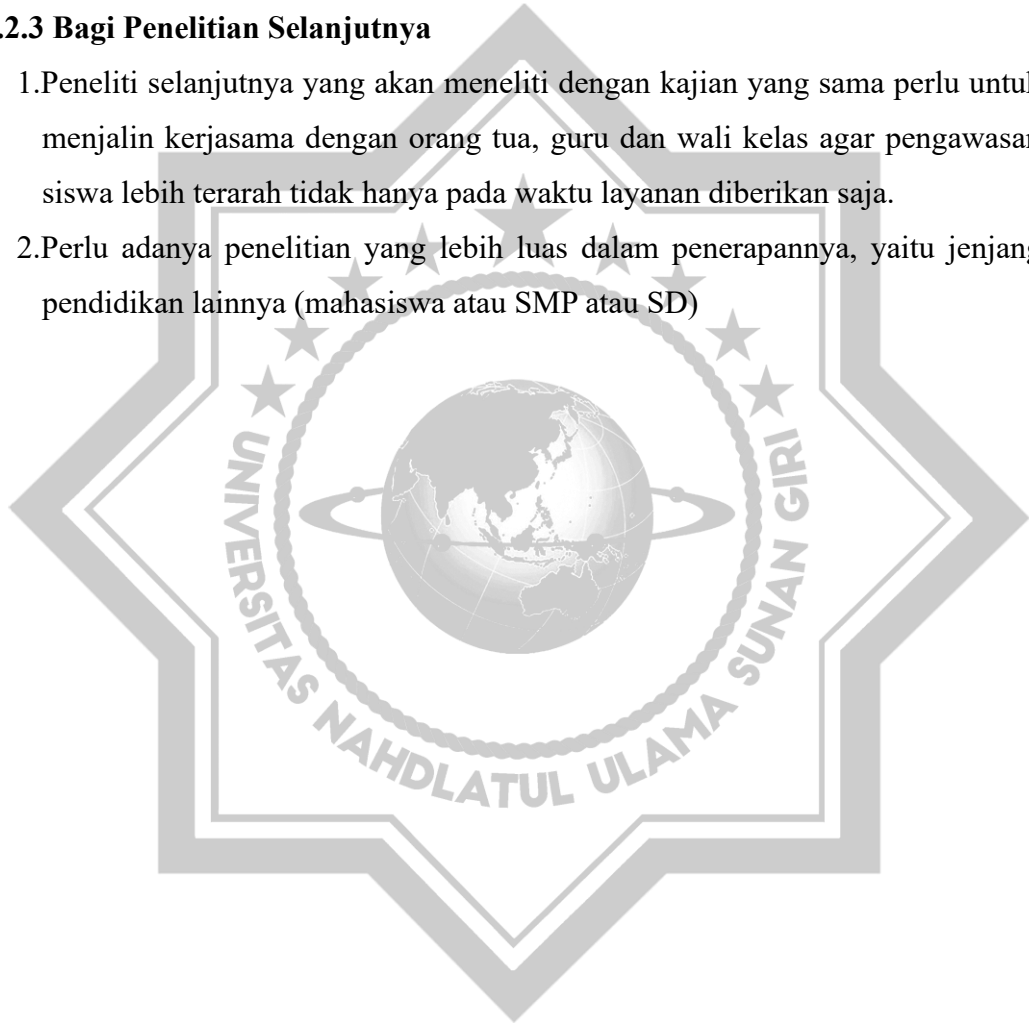 .2.3 Bagi Penelitian Selanjutnya
1.Peneliti selanjutnya yang akan meneliti dengan kajian yang sama perlu untuk
menjalin kerjasama dengan orang tua, guru dan wali kelas agar pengawasan
siswa lebih terarah tidak hanya pada waktu layanan diberikan saja.
2.Perlu adanya penelitian yang lebih luas dalam penerapannya, yaitu jenjang
pendidikan lainnya (mahasiswa atau SMP atau SD)
UNIVERSITAS NAHDLATUL ULAMA SUNAN GIRI